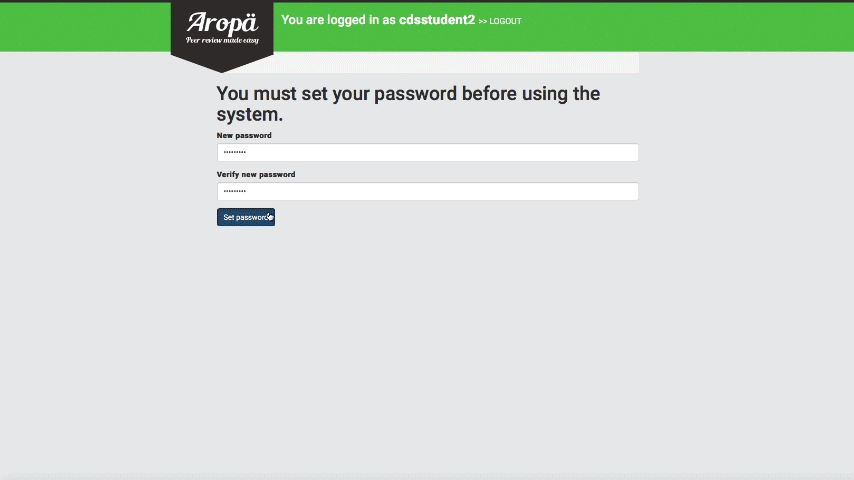 Aropä
Peer review made easy
You are logged in as cdsstudent2 >> LOGOUT
You must set your password before using the
system.
New password
•••••••••
Verify new password
•••••••••
Set password